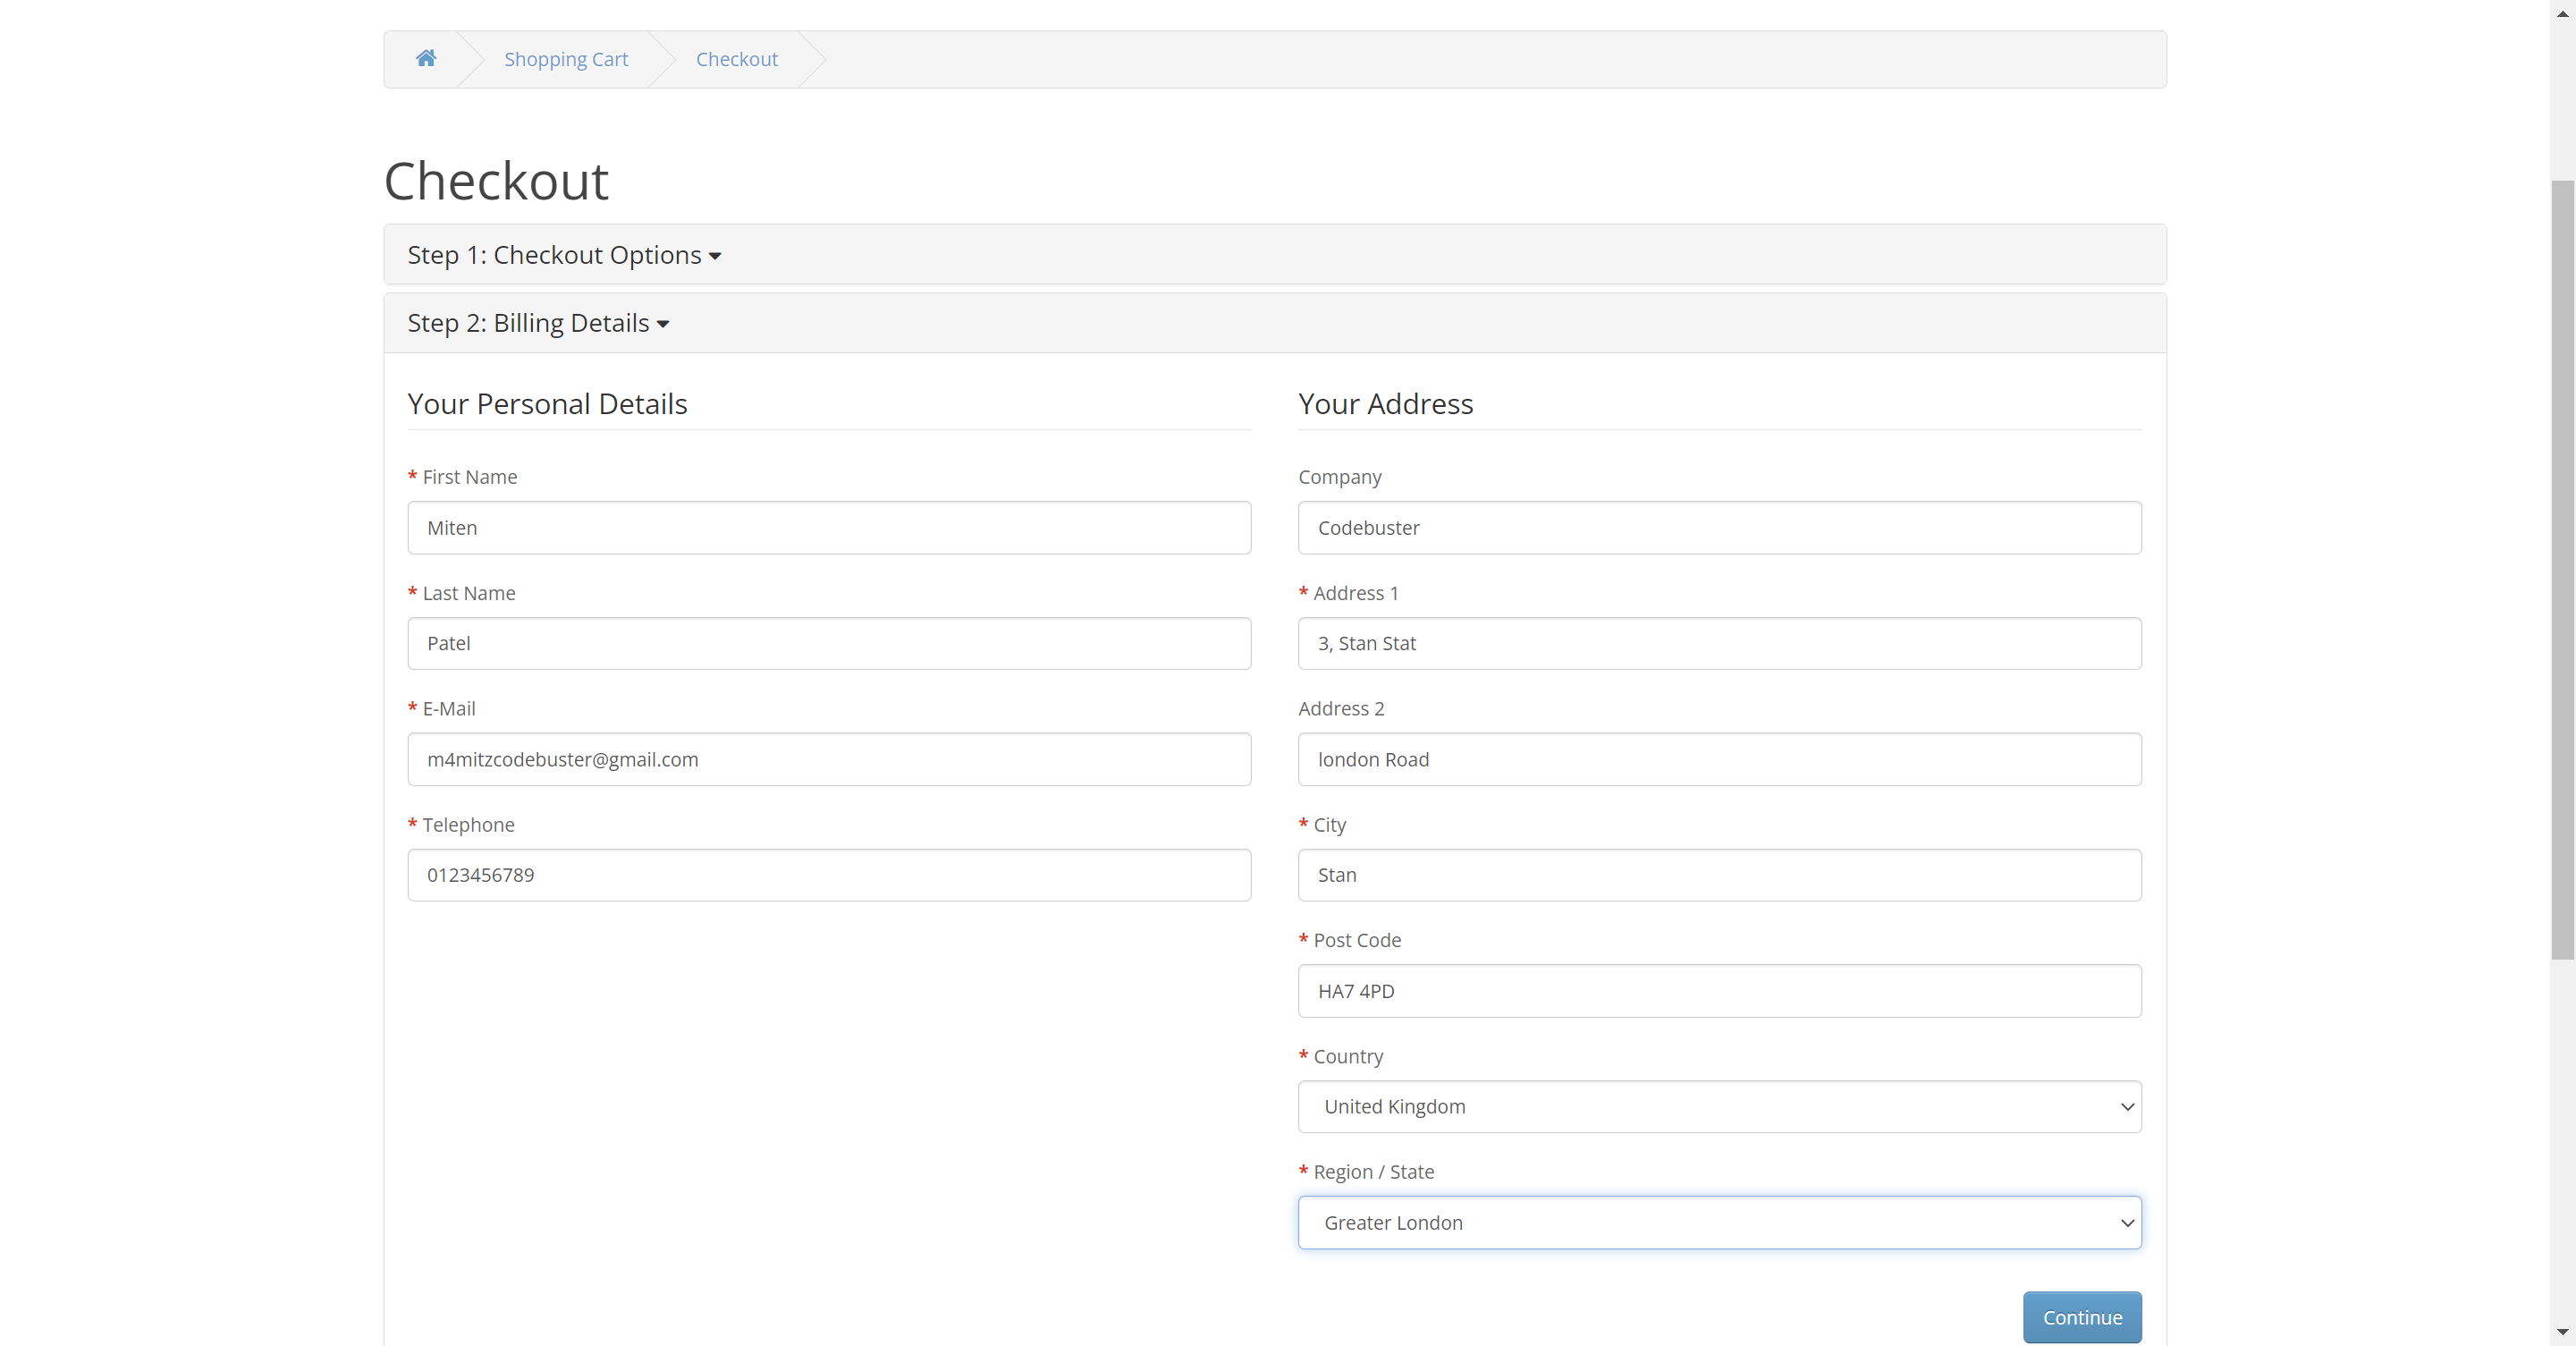 Shopping Cart
Checkout
Checkout
Step 1: Checkout Options
Step 2: Billing Details
Your Personal Details
* First Name
Miten
* Last Name
Patel
* E-Mail
m4mitzcodebuster@gmail.com
* Telephone
0123456789
Your Address
Company
Codebuster
* Address 1
3, Stan Stat
Address 2
london Road
* City
Stan
* Post Code
HA7 4PD
* Country
United Kingdom
* Region / State
Greater London
Continue